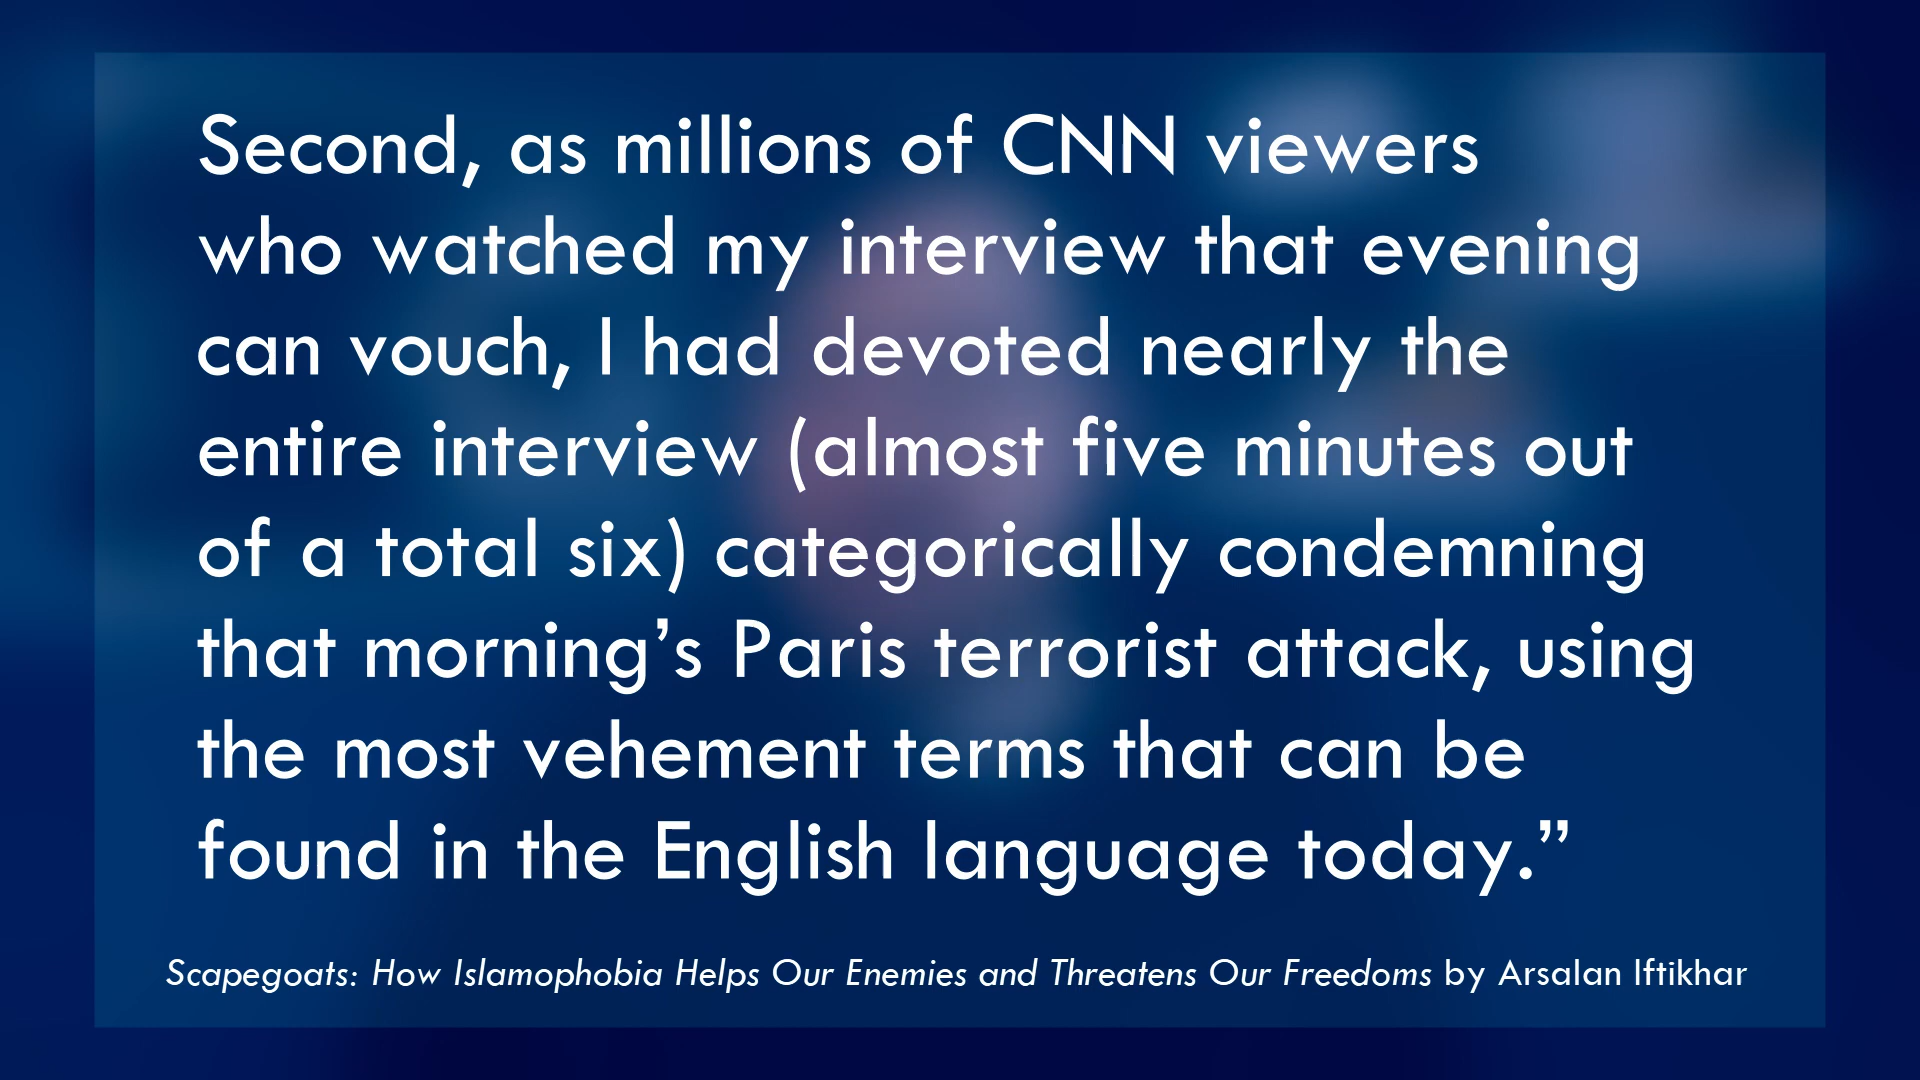 Second, as millions of CNN viewers
who watched my interview that evening
can vouch, I had devoted nearly the
entire interview (almost five minutes out
of a total six) categorically condemning
that morning’s Paris terrorist attack, using
the most vehement terms that can be
found in the English language today.”
Scapegoats: How Islamophobia Helps Our Enemies and Threatens Our Freedoms by Arsalan Iftikhar